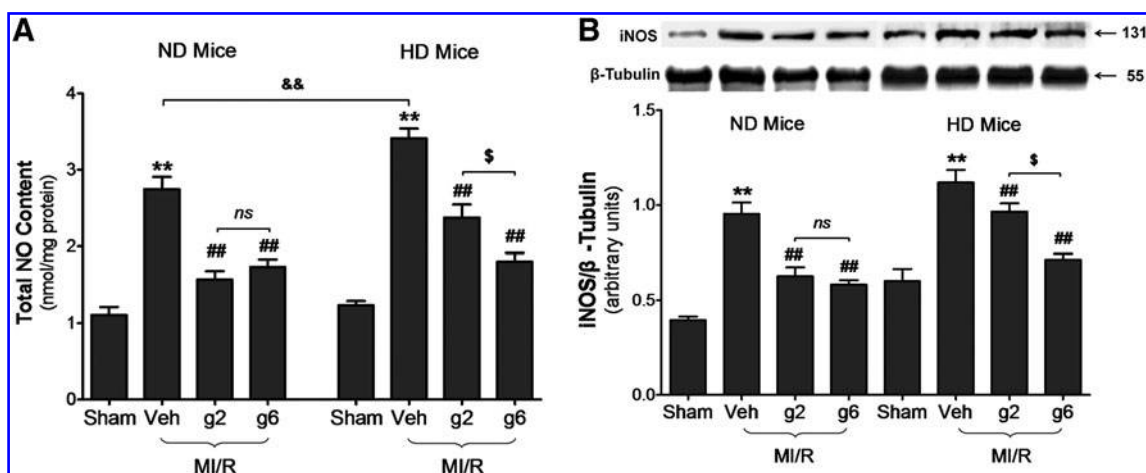 A
ND Mice
HD Mice
&&
**
**
##
$
ns
##
##
##
4
3
2
1
0
Total NO Content
(nmol/mg protein)
Sham Veh g2 g6 Sham Veh g2 g6
MI/R
MI/R
B
iNOS
131
β-Tubulin
55
ND Mice
HD Mice
**
**
$
##
ns
##
##
##
1.5
1.0
0.5
0.0
iNOS/β -Tubulin
(arbitrary units)
Sham Veh g2 g6 Sham Veh g2 g6
MI/R
MI/R